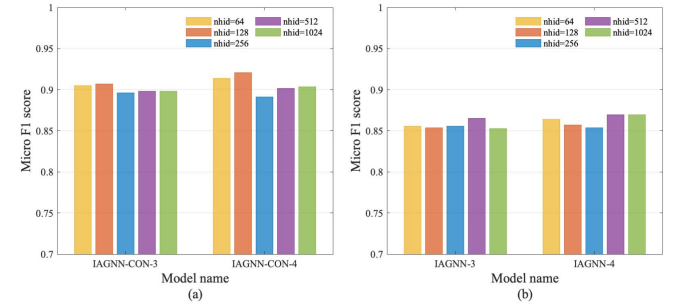 1
0.95
0.9
0.85
0.8
0.75
0.7
Micro F1 score
nhid=64
nhid=128
nhid=256
nhid=512
nhid=1024
IAGNN-CON-3
IAGNN-CON-4
Model name
(a)
1
0.95
0.9
0.85
0.8
0.75
0.7
Micro F1 score
nhid=64
nhid=128
nhid=256
nhid=512
nhid=1024
IAGNN-3
IAGNN-4
Model name
(b)